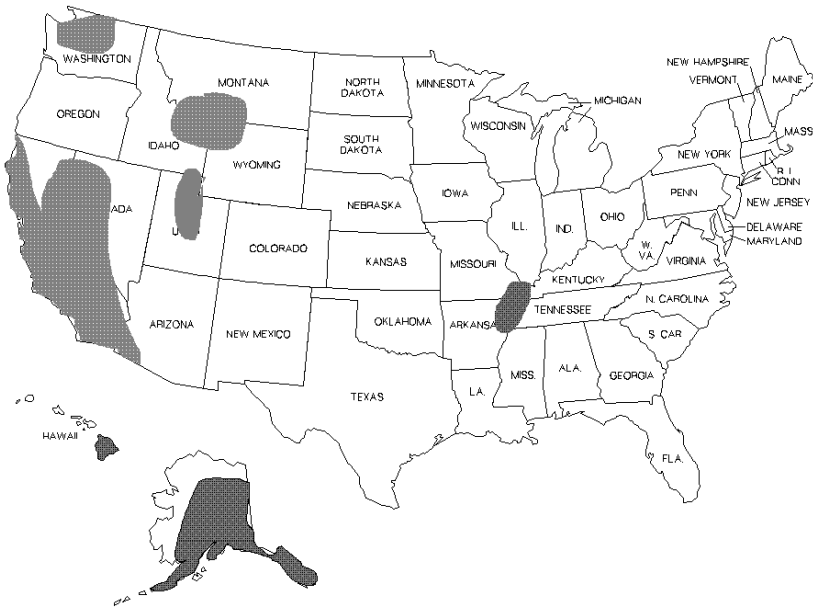 NEW HAMPSHIRE
VERMONT
MAINE
WASHINGTON
MONTANA
NORTH
DAKOTA
MINNESOTA
MICHIGAN
OREGON
WISCONSIN
MASS
IDAHO
SOUTH
DAKOTA
NEW YORK
WYOMING
R I
CONN
IOWA
PENN
NEBRASKA
NEW JERSEY
ADA
U
ILL.
IND.
OHIO
DELAWARE
MARYLAND
COLORADO
KANSAS
MISSOURI
W.
VA.
VIRGINIA
KENTUCKY
N. CAROLINA
TENNESSEE
ARIZONA
OKLAHOMA
ARKANSA
NEW MEXICO
S CAR
MISS.
ALA.
GEORGIA
TEXAS
LA.
HAWAII
FLA.